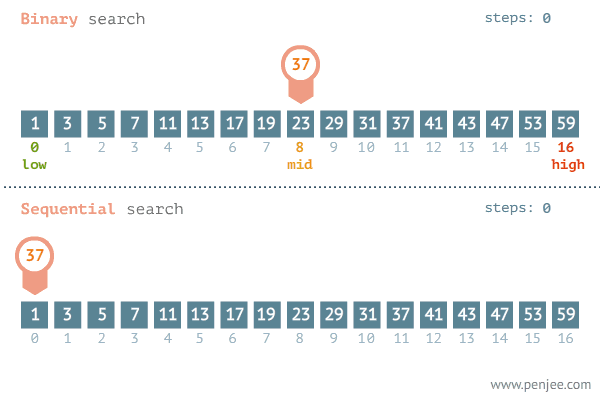 Binary search steps: 0
37
1 3 5 7 11 13 17 19 23 29 31 37 41 43 47 53 59
0 1 2 3 4 5 6 7 8 9 10 11 12 13 14 15 16
low mid high
Sequential search steps: 0
37
1 3 5 7 11 13 17 19 23 29 31 37 41 43 47 53 59
0 1 2 3 4 5 6 7 8 9 10 11 12 13 14 15 16
www.penjee.com